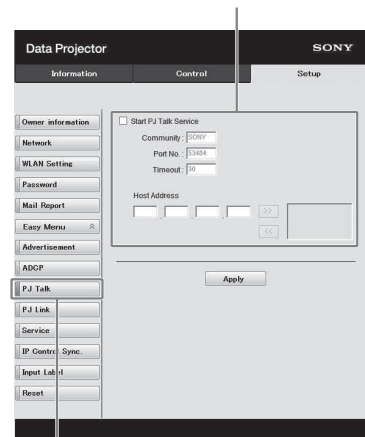 Data Projector
SONY
Information
Control
Setup
Owner information
Network
WLAN Setting
Password
Mail Report
Easy Menu
Advertisement
ADCP
PJ Talk
PJ Link
Service
IP Control Sync.
Input Label
Reset
Start PJ Talk Service
Community : SONY
Port No. : 53484
Timeout : 30
Host Address
. . .
>>
<<
Apply